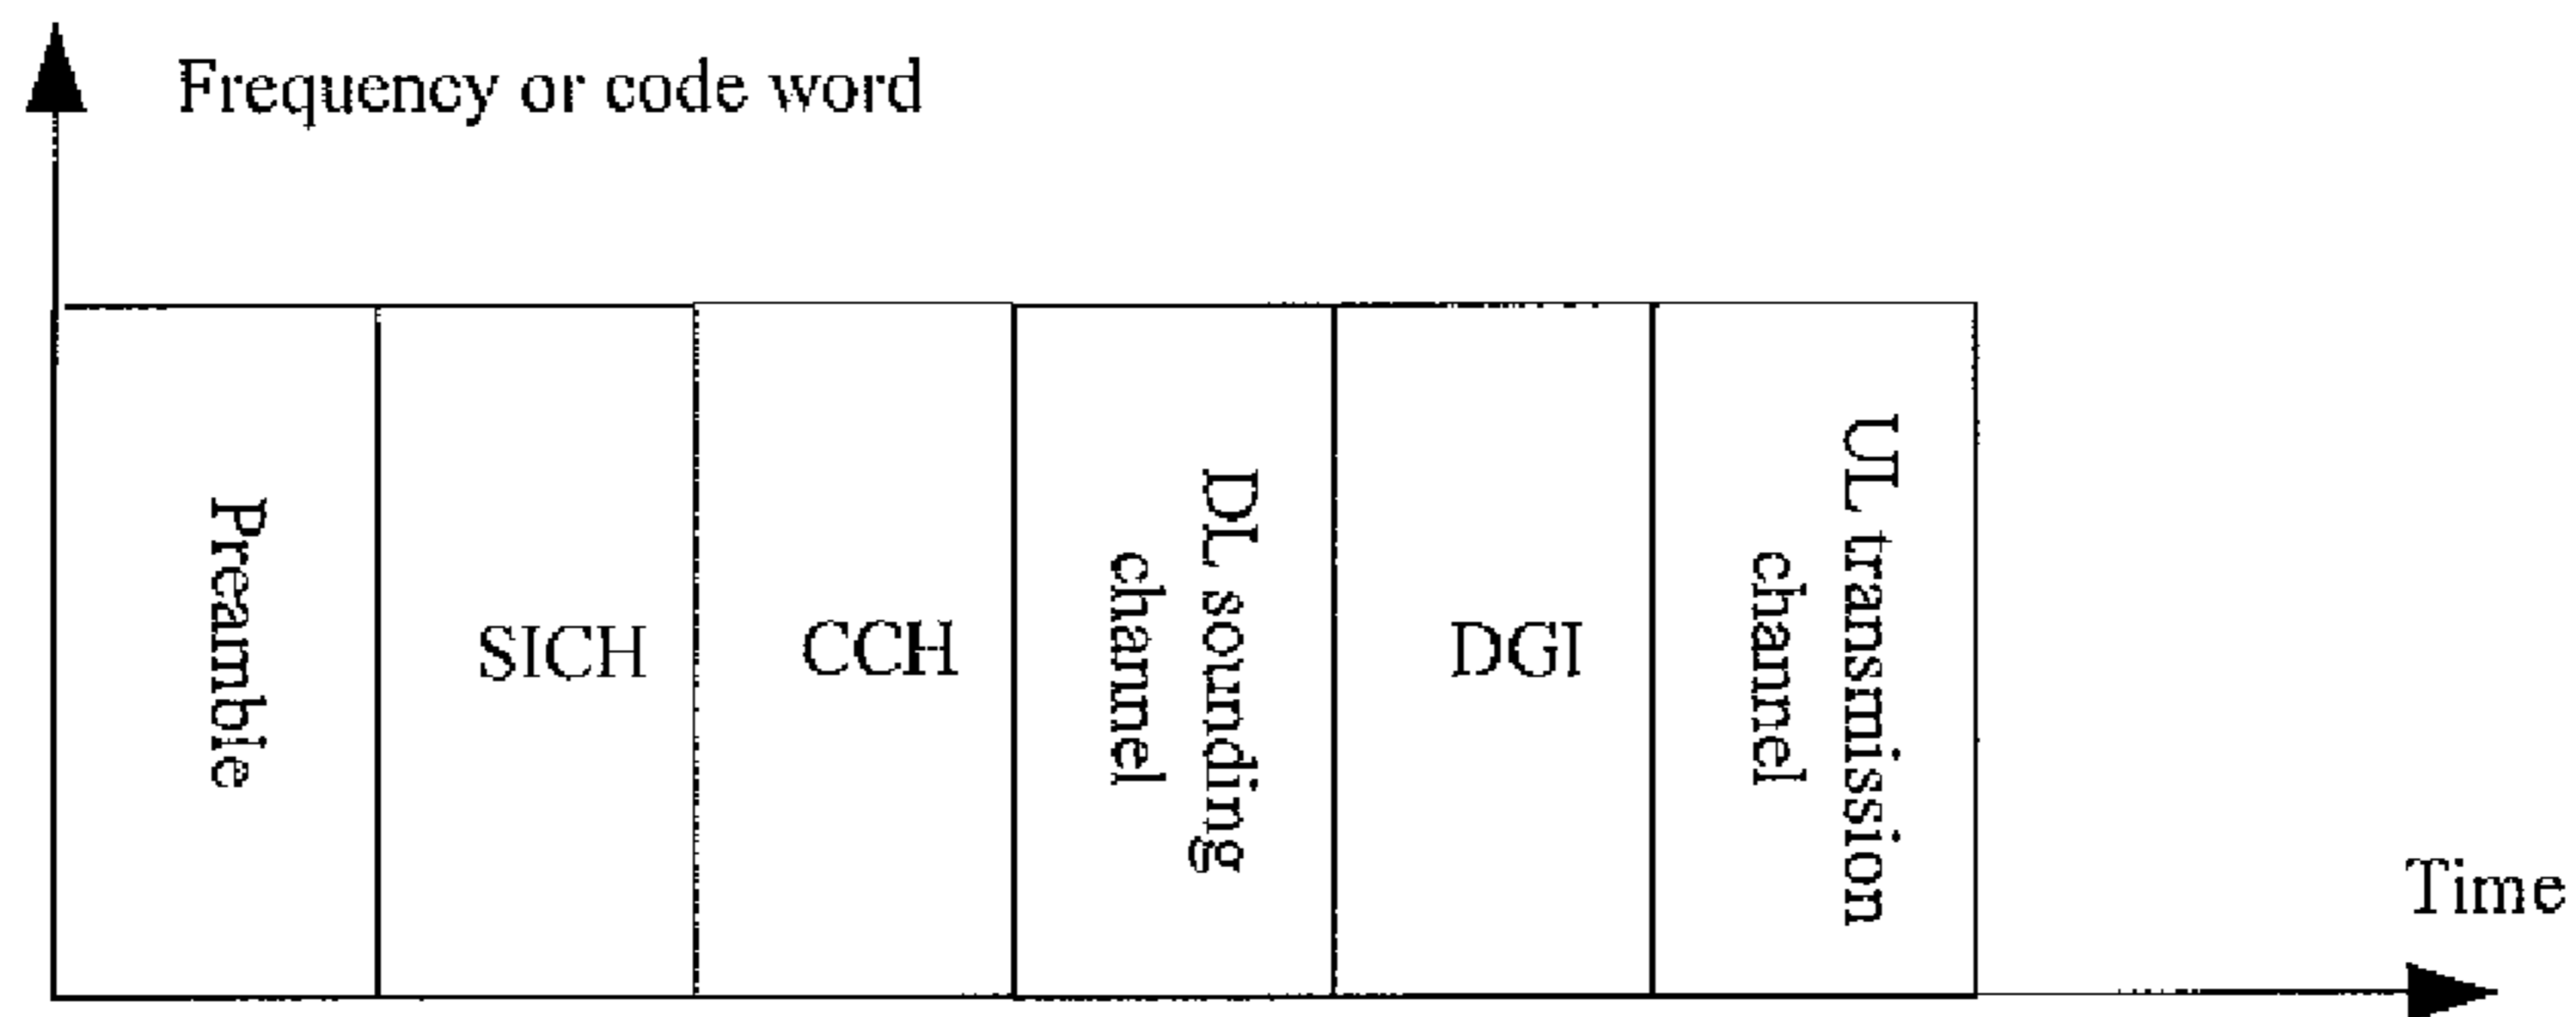 Frequency or code word
Preamble
SICH
CCH
DL sounding
channel
DGI
UL transmission
channel
Time